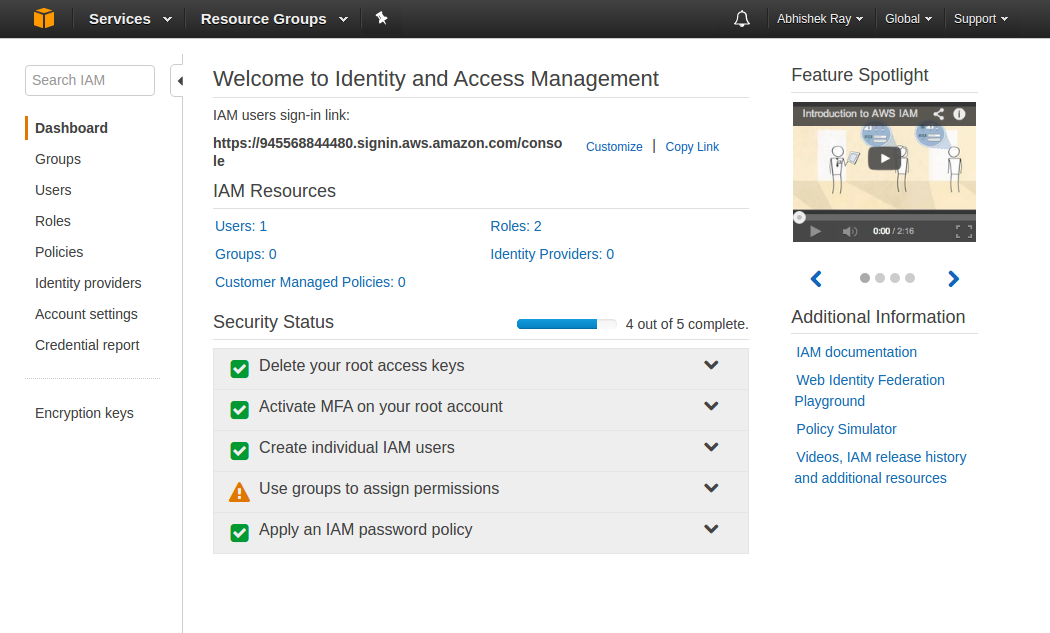 Services Resource Groups Abhishek Ray Global Support
Search IAM
Dashboard
Groups
Users
Roles
Policies
Identity providers
Account settings
Credential report
Encryption keys
Welcome to Identity and Access Management
IAM users sign-in link:
https://945568844480.signin.aws.amazon.com/conso
le
Customize | Copy Link
IAM Resources
Users: 1 Roles: 2
Groups: 0 Identity Providers: 0
Customer Managed Policies: 0
Security Status 4 out of 5 complete.
Delete your root access keys
Activate MFA on your root account
Create individual IAM users
Use groups to assign permissions
Apply an IAM password policy
Feature Spotlight
Introduction to AWS IAM
0:00 / 2:16
Additional Information
IAM documentation
Web Identity Federation
Playground
Policy Simulator
Videos, IAM release history
and additional resources